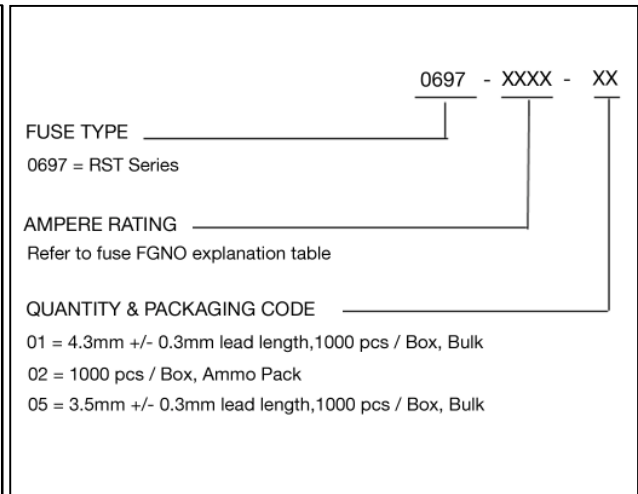 0697 - XXXX - XX
FUSE TYPE
0697 = RST Series
AMPERE RATING
Refer to fuse FGNO explanation table
QUANTITY & PACKAGING CODE
01 = 4.3mm +/- 0.3mm lead length,1000 pcs / Box, Bulk
02 = 1000 pcs / Box, Ammo Pack
05 = 3.5mm +/- 0.3mm lead length,1000 pcs / Box, Bulk